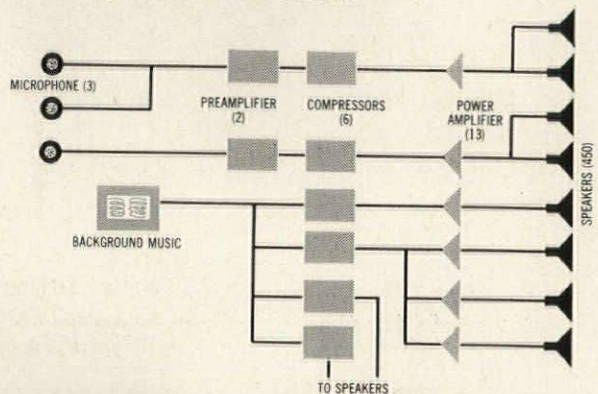 MICROPHONE (3)
PREAMPLIFIER
(2)
COMPRESSORS
(6)
POWER
AMPLIFIER
(13)
SPEAKERS (450)
BACKGROUND MUSIC
TO SPEAKERS